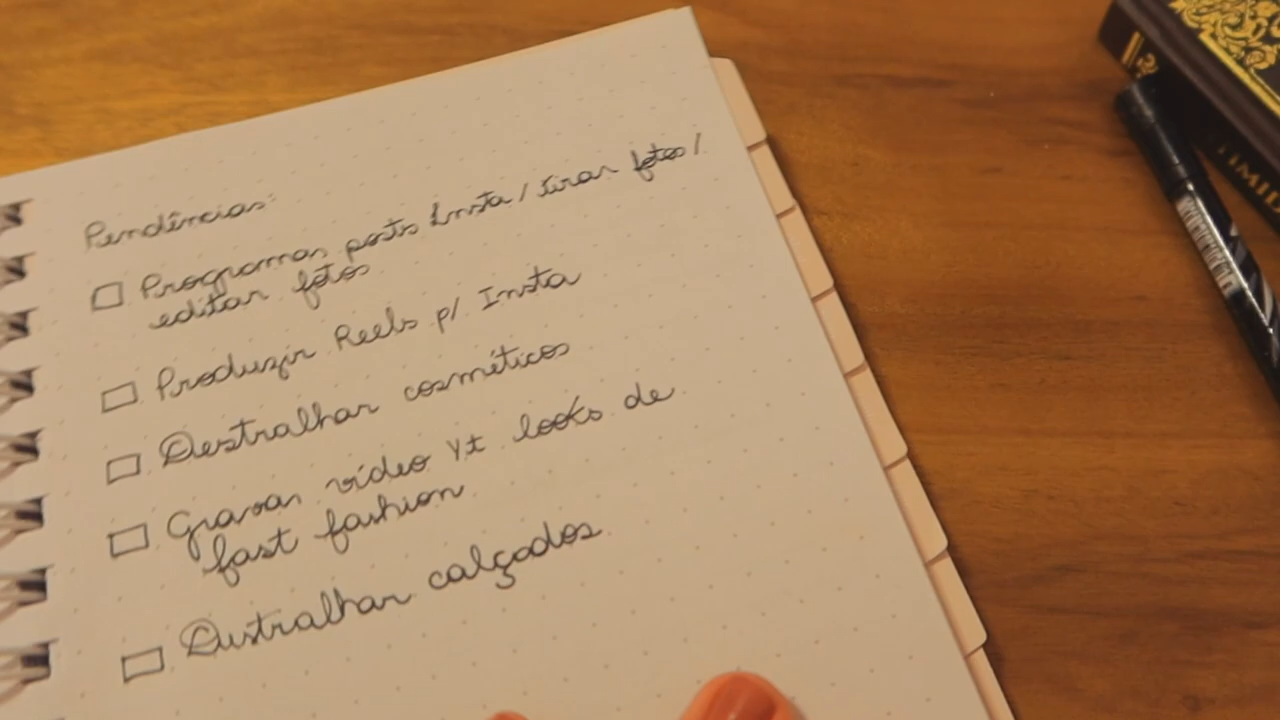 Pendências:
Programar posts Insta / tirar fotos /
editar fotos
Produzir Reels p/ Insta
Destralhar cosméticos
Gravar vídeo Yt looks de
fast fashion
Destralhar calçados